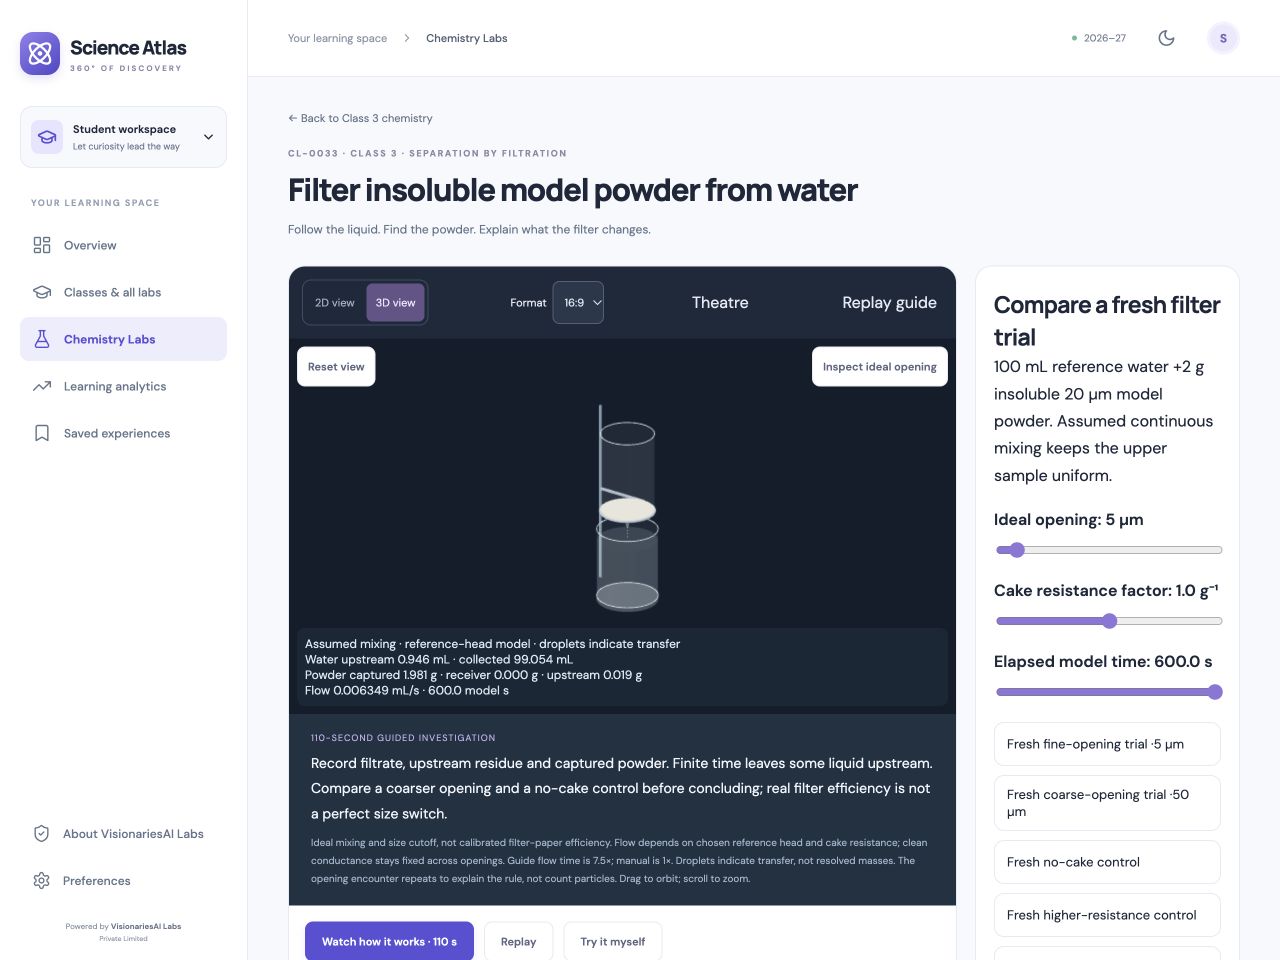 Science Atlas
360° OF DISCOVERY
Student workspace
Let curiosity lead the way
YOUR LEARNING SPACE
Overview
Classes & all labs
Chemistry Labs
Learning analytics
Saved experiences
About VisionariesAI Labs
Preferences
Powered by VisionariesAI Labs
Private Limited
Your learning space
Chemistry Labs
2026–27
S
← Back to Class 3 chemistry
CL-0033 · CLASS 3 · SEPARATION BY FILTRATION
Filter insoluble model powder from water
Follow the liquid. Find the powder. Explain what the filter changes.
2D view
3D view
Format
16:9
Theatre
Replay guide
Reset view
Inspect ideal opening
Assumed mixing · reference-head model · droplets indicate transfer
Water upstream 0.946 mL · collected 99.054 mL
Powder captured 1.981 g · receiver 0.000 g · upstream 0.019 g
Flow 0.006349 mL/s · 600.0 model s
110-SECOND GUIDED INVESTIGATION
Record filtrate, upstream residue and captured powder. Finite time leaves some liquid upstream.
Compare a coarser opening and a no-cake control before concluding; real filter efficiency is not
a perfect size switch.
Ideal mixing and size cutoff, not calibrated filter-paper efficiency. Flow depends on chosen reference head and cake resistance; clean
conductance stays fixed across openings. Guide flow time is 7.5×; manual is 1×. Droplets indicate transfer, not resolved masses. The
opening encounter repeats to explain the rule, not count particles. Drag to orbit; scroll to zoom.
Watch how it works · 110 s
Replay
Try it myself
Compare a fresh filter
trial
100 mL reference water +2 g
insoluble 20 µm model
powder. Assumed continuous
mixing keeps the upper
sample uniform.
Ideal opening: 5 µm
Cake resistance factor: 1.0 g⁻¹
Elapsed model time: 600.0 s
Fresh fine-opening trial ·5 µm
Fresh coarse-opening trial ·50
µm
Fresh no-cake control
Fresh higher-resistance control